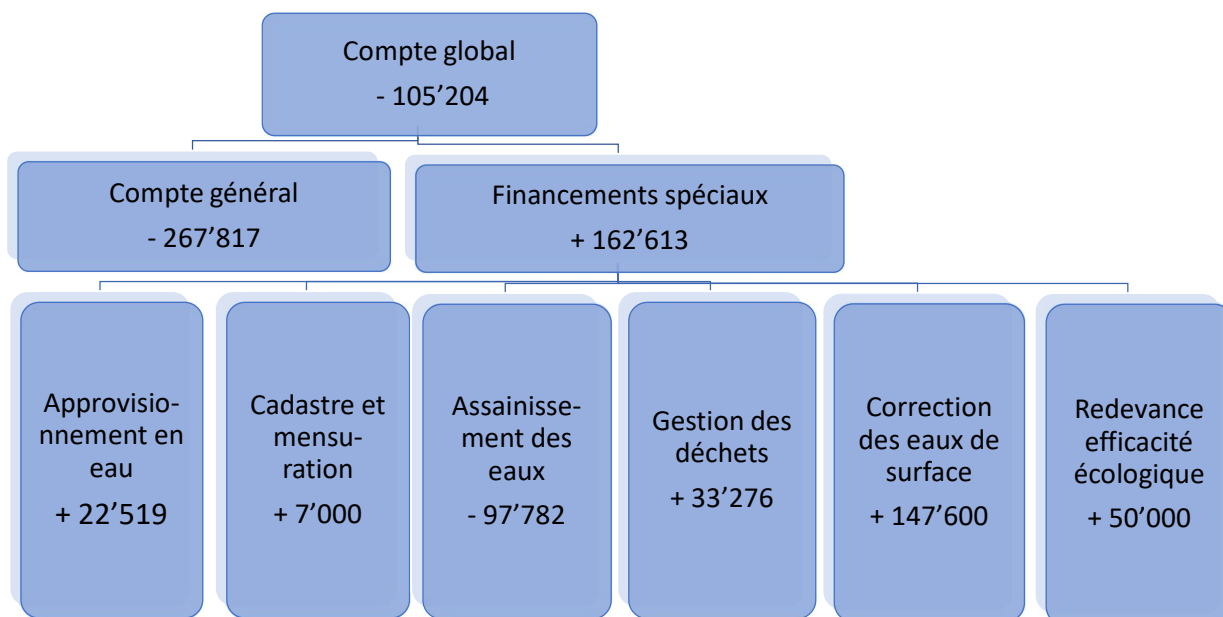 Compte global
- 105’204
Compte général
- 267’817
Financements spéciaux
+ 162’613
Approvisio-
nnement en
eau
+ 22’519
Cadastre et
mensu-
ration
+ 7’000
Assainisse-
ment des
eaux
- 97’782
Gestion des
déchets
+ 33’276
Correction
des eaux de
surface
+ 147’600
Redevance
efficacité
écologique
+ 50’000